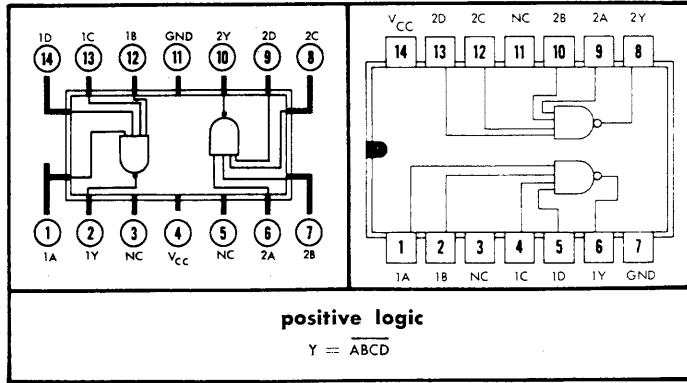 1D 1C 1B GND 2Y 2D 2C
14 13 12 11 10 9 8
1 2 3 4 5 6 7
1A 1Y NC VCC NC 2A 2B
VCC 2D 2C NC 2B 2A 2Y
14 13 12 11 10 9 8
1 2 3 4 5 6 7
1A 1B NC 1C 1D 1Y GND
positive logic
Y = \overline{ABCD}